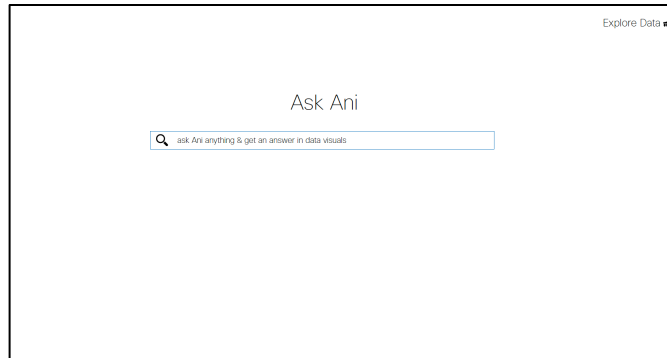 Explore Data
Ask Ani
ask Ani anything & get an answer in data visuals